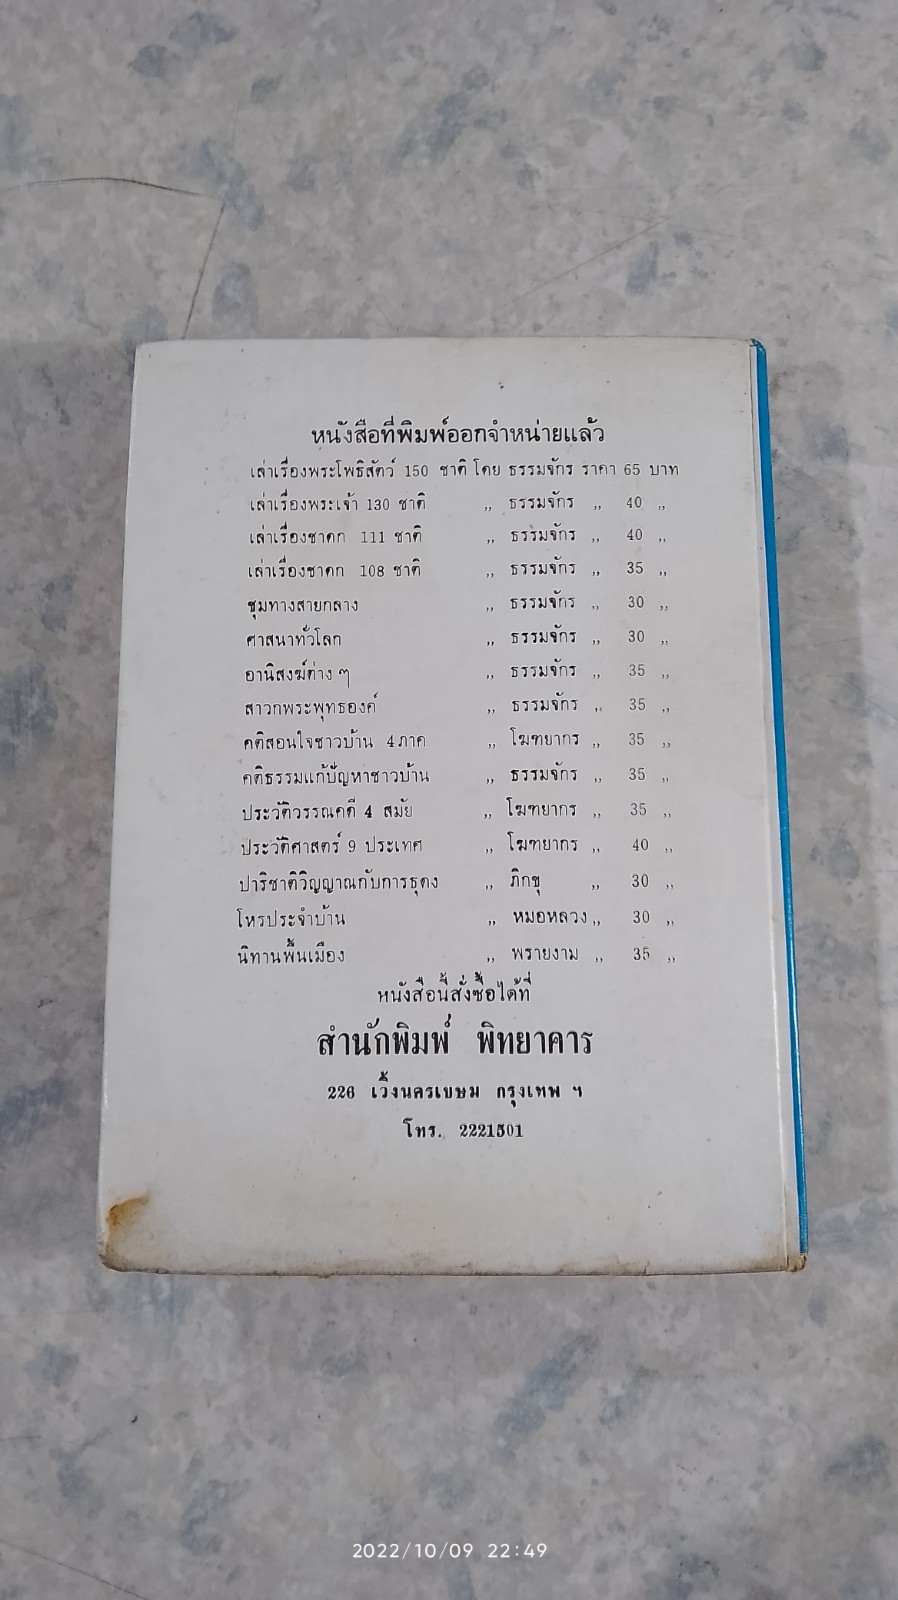 หนังสือที่พิมพ์ออกจำหน่ายแล้ว
เล่าเรื่องพระโพธิสัตว์ 150 ชาติ โดย ธรรมจักร ราคา 65 บาท
เล่าเรื่องพระเจ้า 130 ชาติ ,, ธรรมจักร ,, 40 ,,
เล่าเรื่องชาดก 111 ชาติ ,, ธรรมจักร ,, 40 ,,
เล่าเรื่องชาดก 108 ชาติ ,, ธรรมจักร ,, 35 ,,
ชุมทางสายกลาง ,, ธรรมจักร ,, 30 ,,
ศาสนาทั่วโลก ,, ธรรมจักร ,, 30 ,,
อานิสงฆ์ต่าง ๆ ,, ธรรมจักร ,, 35 ,,
สาวกพระพุทธองค์ ,, ธรรมจักร ,, 35 ,,
คติสอนใจชาวบ้าน 4 ภาค ,, โฆฑยากร ,, 35 ,,
คติธรรมแก้ปัญหาชาวบ้าน ,, ธรรมจักร ,, 35 ,,
ประวัติวรรณคดี 4 สมัย ,, โฆฑยากร ,, 35 ,,
ประวัติศาสตร์ 9 ประเทศ ,, โฆฑยากร ,, 40 ,,
ปาริชาติวิญญาณกับการธุดง ,, ภิกขุ ,, 30 ,,
โหรประจำบ้าน ,, หมอหลวง ,, 30 ,,
นิทานพื้นเมือง ,, พรายงาม ,, 35 ,,
หนังสือนี้สั่งซื้อได้ที่
สำนักพิมพ์ พิทยาคาร
226 เวิ้งนครเขษม กรุงเทพ ฯ
โทร. 2221501
2022/10/09 22:49